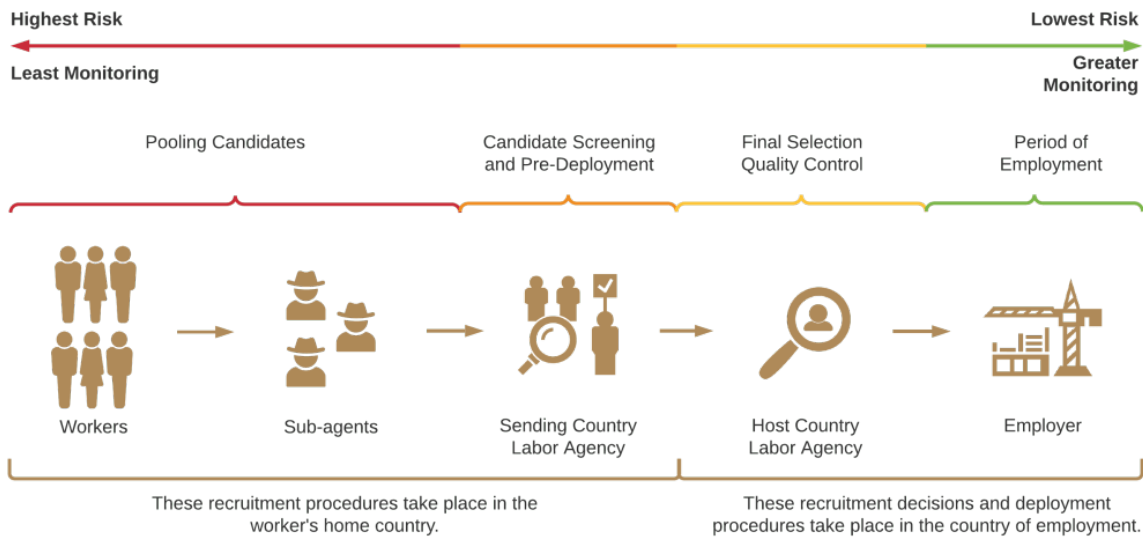 Highest Risk
Lowest Risk
Least Monitoring
Greater
Monitoring
Pooling Candidates
Candidate Screening
and Pre-Deployment
Final Selection
Quality Control
Period of
Employment
Workers
Sub-agents
Sending Country
Labor Agency
Host Country
Labor Agency
Employer
These recruitment procedures take place in the
worker's home country.
These recruitment decisions and deployment
procedures take place in the country of employment.